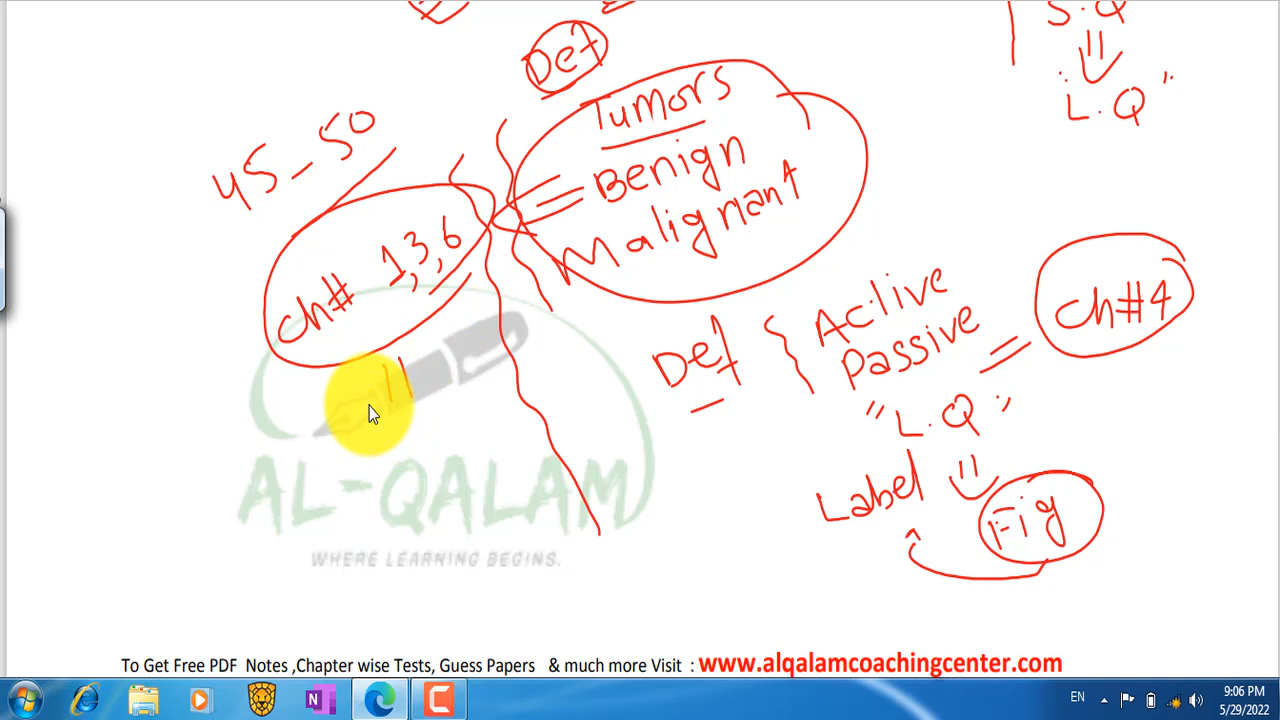 S.Q
"L.Q"
Def
Tumors
Benign
Malignant
45-50
ch# 1,3,6
Def
Active
Passive
ch#4
"L.Q"
Label
Fig
AL-QALAM
WHERE LEARNING BEGINS.
To Get Free PDF Notes ,Chapter wise Tests, Guess Papers & much more Visit : www.alqalamcoachingcenter.com
EN
9:06 PM
5/29/2022